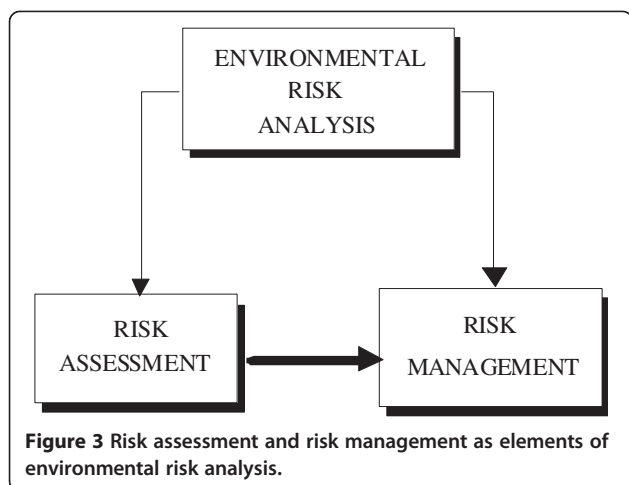 ENVIRONMENTAL
RISK
ANALYSIS
RISK
ASSESSMENT
RISK
MANAGEMENT
Figure 3 Risk assessment and risk management as elements of
environmental risk analysis.